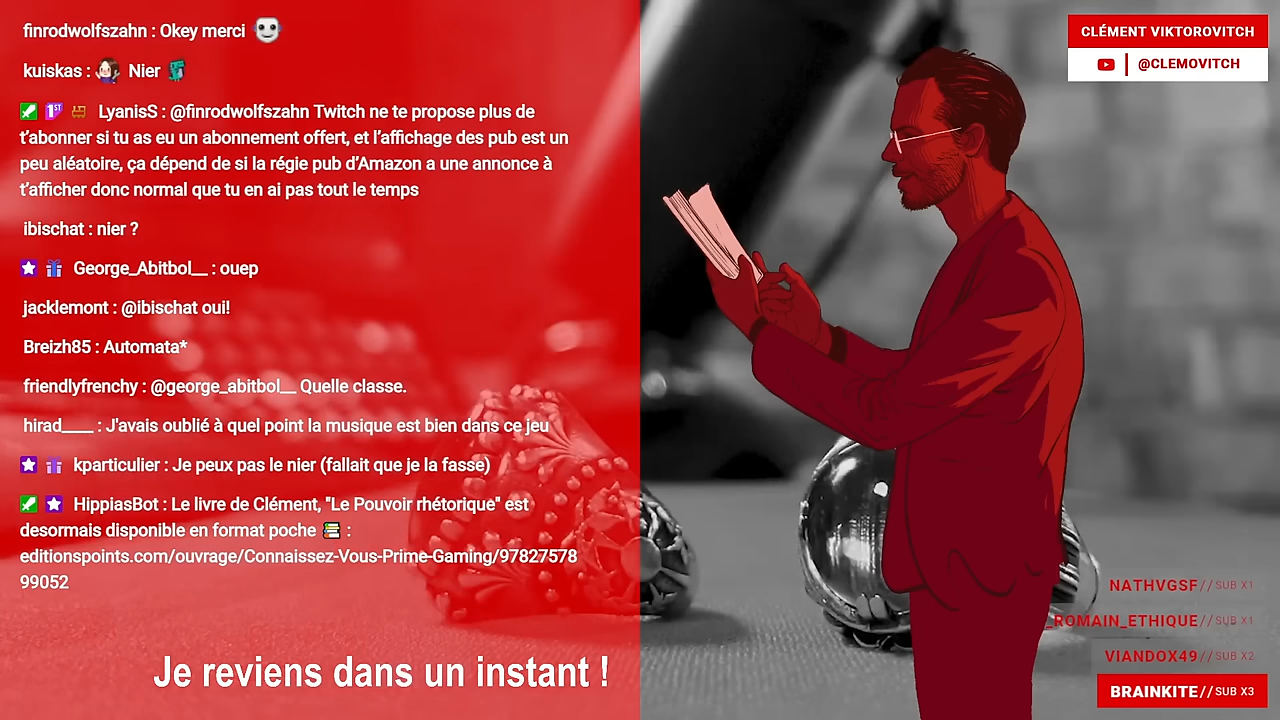 finrodwolfszahn : Okey merci
kuiskas : Nier
1ST LyanisS : @finrodwolfszahn Twitch ne te propose plus de
t'abonner si tu as eu un abonnement offert, et l'affichage des pub est un
peu aléatoire, ça dépend de si la régie pub d'Amazon a une annonce à
t'afficher donc normal que tu en ai pas tout le temps
ibischat : nier ?
George_Abitbol__ : ouep
jacklemont : @ibischat oui!
Breizh85 : Automata*
friendlyfrenchy : @george_abitbol__ Quelle classe.
hirad____ : J'avais oublié à quel point la musique est bien dans ce jeu
kparticulier : Je peux pas le nier (fallait que je la fasse)
HippiasBot : Le livre de Clément, "Le Pouvoir rhétorique" est
desormais disponible en format poche :
editionspoints.com/ouvrage/Connaissez-Vous-Prime-Gaming/97827578
99052
Je reviens dans un instant !
CLÉMENT VIKTOROVITCH
@CLEMOVITCH
NATHVGSF// SUB X1
_ROMAIN_ETHIQUE// SUB X1
VIANDOX49// SUB X2
BRAINKITE// SUB X3